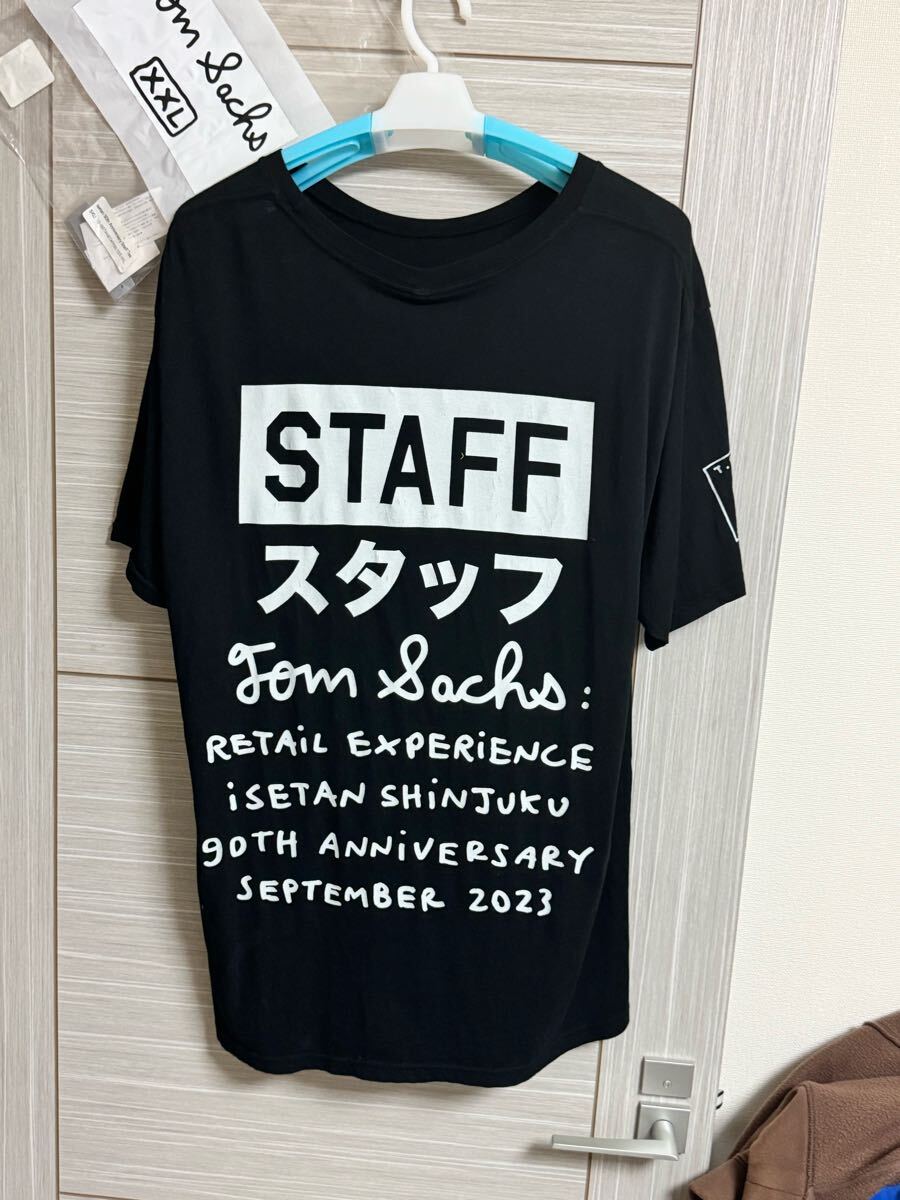 Tom Sachs
XXL
STAFF
スタッフ
Tom Sachs:
RETAiL EXPERiENCE
iSETAN SHiNJUKU
90TH ANNiVERSARY
SEPTEMBER 2023